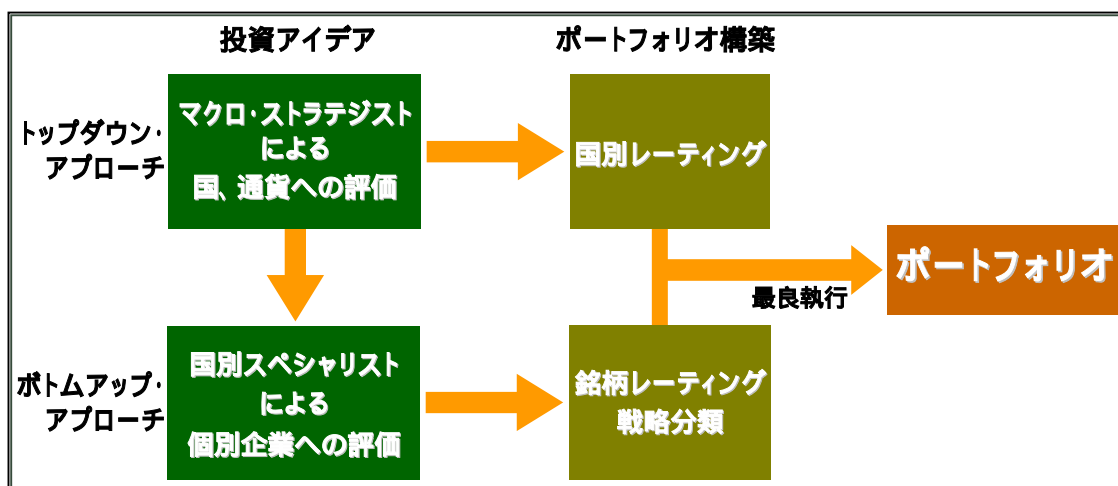 投資アイデア
ポートフォリオ構築
トップダウン・
アプローチ
マクロ・ストラテジスト
による
国、通貨への評価
国別レーティング
ポートフォリオ
最良執行
ボトムアップ・
アプローチ
国別スペシャリスト
による
個別企業への評価
銘柄レーティング
戦略分類